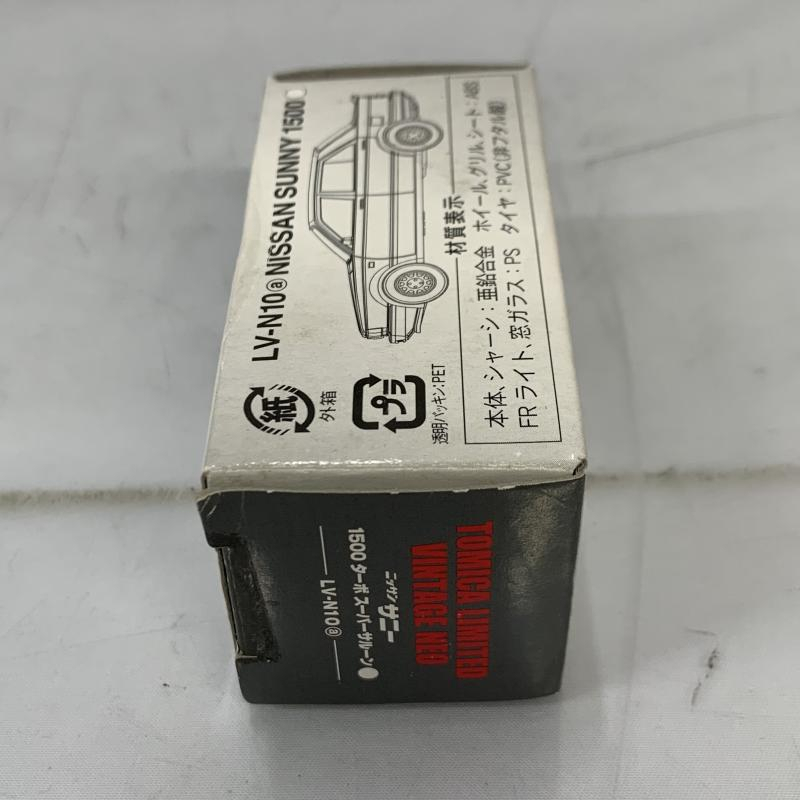 LV-N10ⓐ NISSAN SUNNY 1500
材質表示
本体、シャーシ：亜鉛合金 ホイール、グリル、シート：ABS
FRライト、窓ガラス：PS タイヤ：PVC(非フタル酸)
紙
外箱
プラ
透明パッキン:PET
TOMICA LIMITED
VINTAGE NEO
ニッサン サニー
1500 ターボ スーパーサルーン
LV-N10ⓐ